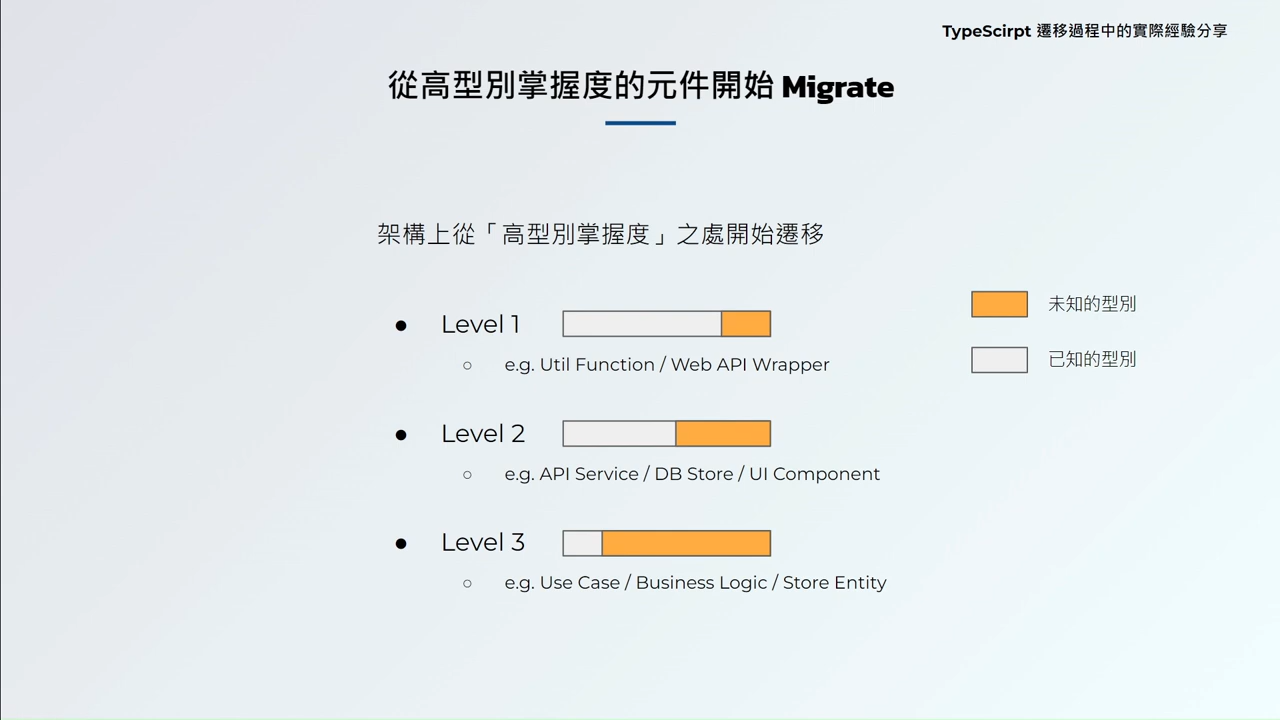 TypeScirpt 遷移過程中的實際經驗分享
從高型別掌握度的元件開始 Migrate
架構上從「高型別掌握度」之處開始遷移
● Level 1
○ e.g. Util Function / Web API Wrapper
● Level 2
○ e.g. API Service / DB Store / UI Component
● Level 3
○ e.g. Use Case / Business Logic / Store Entity
未知的型別
已知的型別